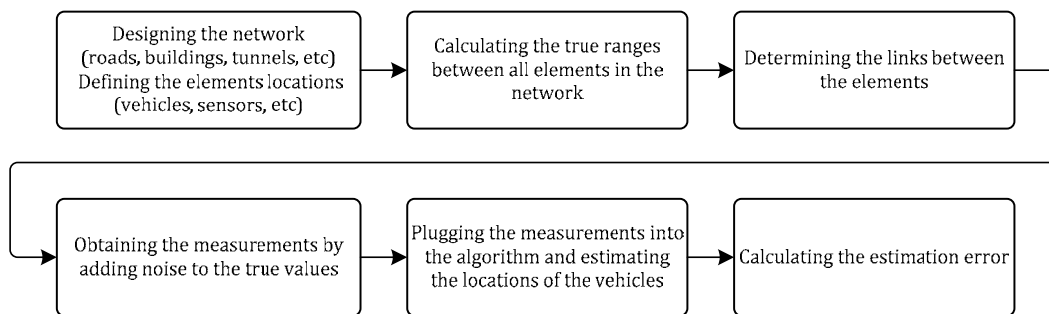 Designing the network
(roads, buildings, tunnels, etc)
Defining the elements locations
(vehicles, sensors, etc)
Calculating the true ranges
between all elements in the
network
Determining the links between
the elements
Obtaining the measurements by
adding noise to the true values
Plugging the measurements into
the algorithm and estimating
the locations of the vehicles
Calculating the estimation error